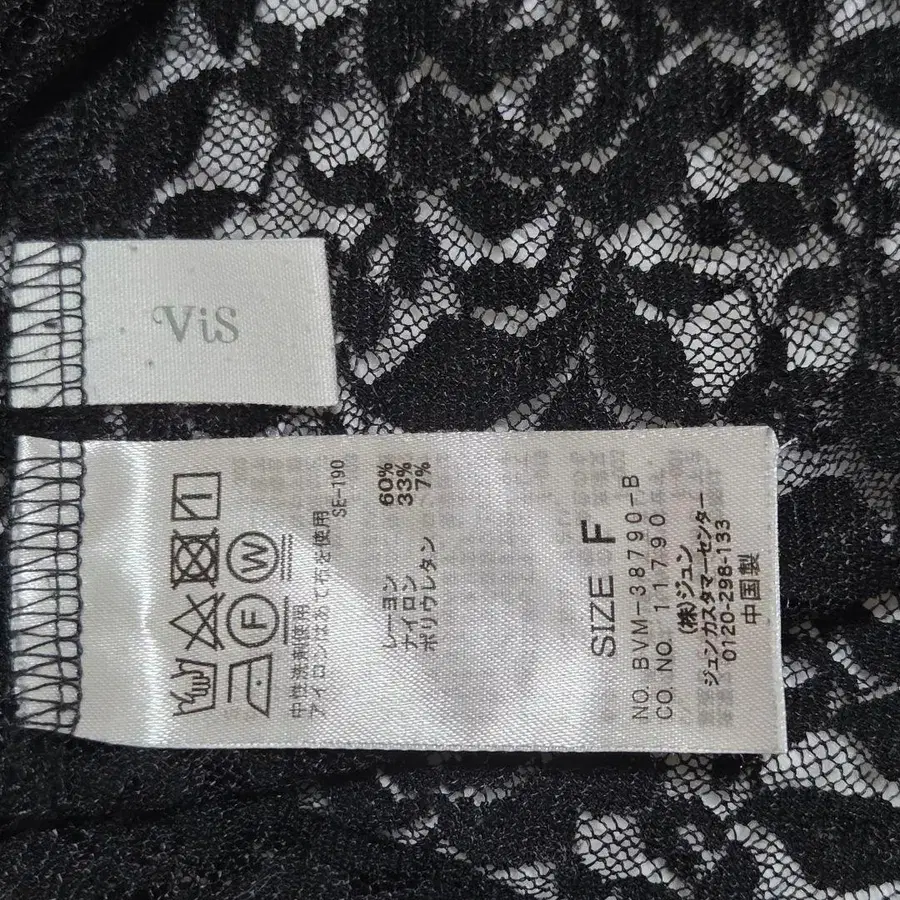 ViS
W
F
中性洗剤使用
アイロンはあて布を使用
SE-190
レーヨン 60%
ナイロン 33%
ポリウレタン 7%
SIZE F
NO. BVM-38790-B
CO. NO. 11790
(株)ジュン
ジュンカスタマーセンター
0120-298-133
中国製